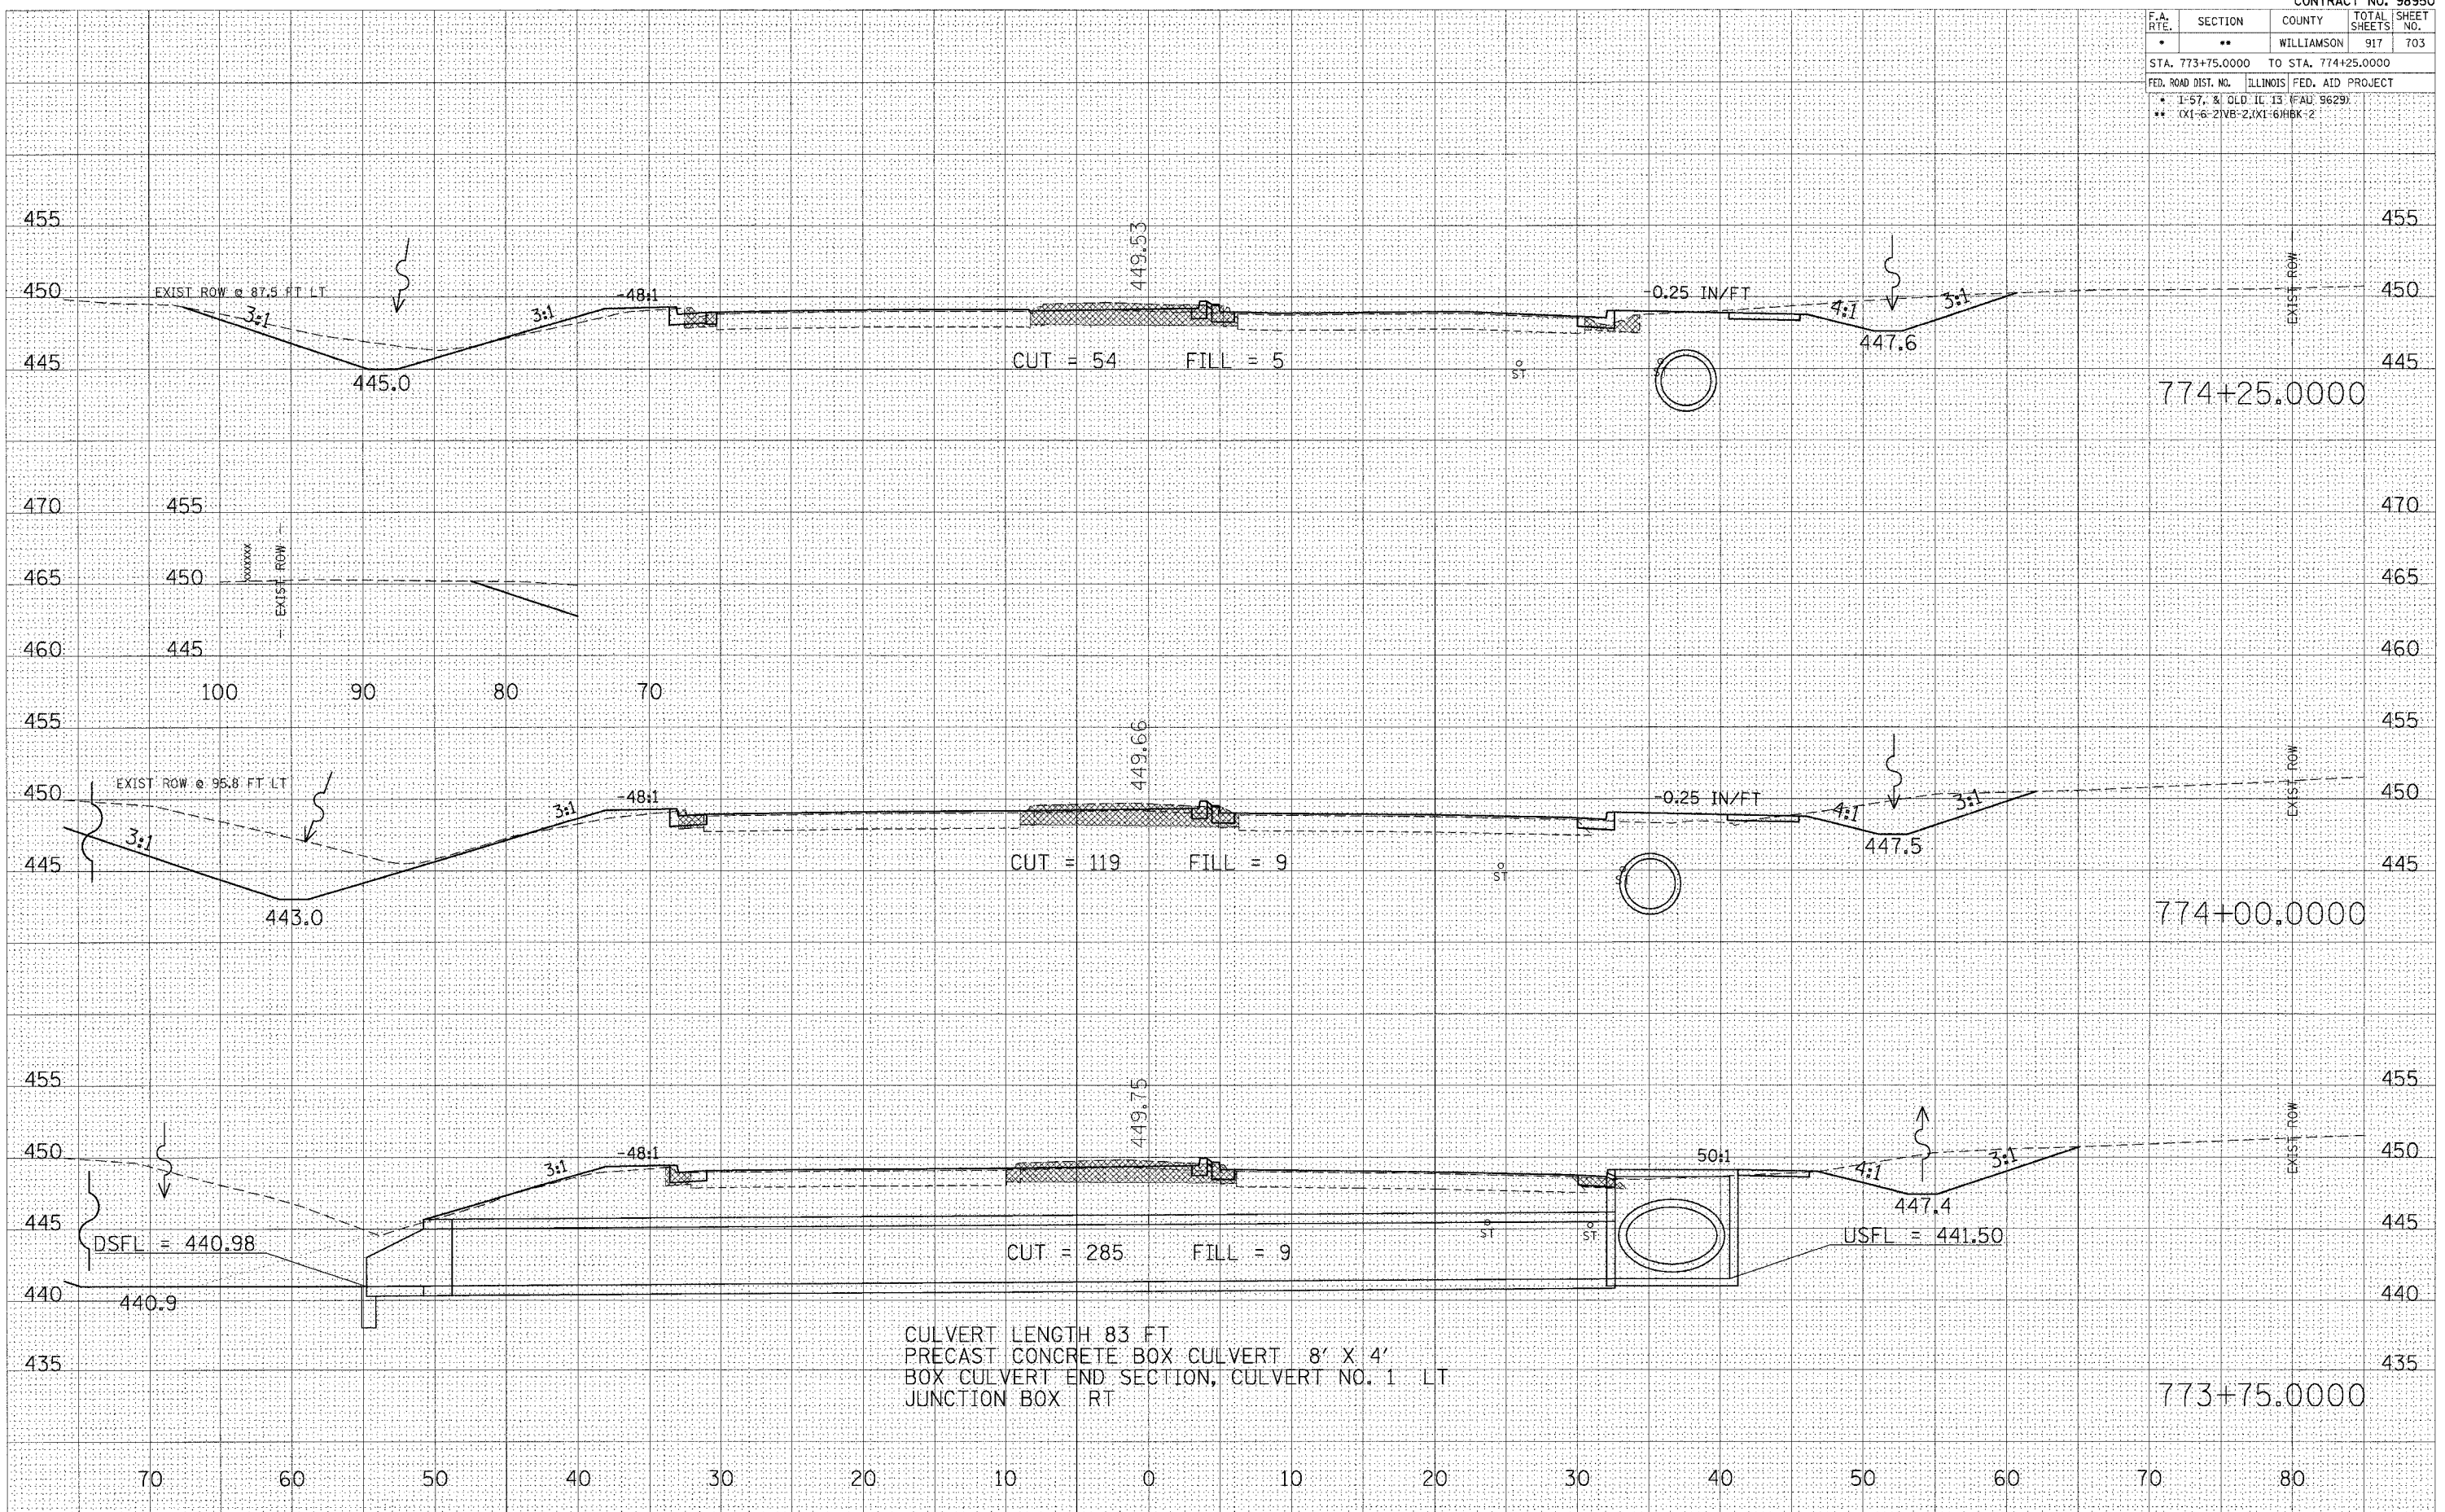 CONTRACT NO. 98950
F.A. RTE. SECTION COUNTY TOTAL SHEETS SHEET NO.
* ** WILLIAMSON 917 703
STA. 773+75.0000 TO STA. 774+25.0000
FED. ROAD DIST. NO. ILLINOIS FED. AID PROJECT
* I-57, & OLD IL 13 (FAU 9629)
** (X1-6-2)VB-2,(X1-6)HBK-2
455 449.53 455
450 EXIST ROW @ 87.5 FT LT 3:1 3:1 -48:1 -0.25 IN/FT 4:1 3:1 EXIST ROW 450
445 445.0 CUT = 54 FILL = 5 ST ST 447.6 445
774+25.0000
470 455 470
465 450 XXXXXXX EXIST ROW 465
460 445 460
100 90 80 70
455 449.66 455
450 EXIST ROW @ 95.8 FT LT 3:1 3:1 -48:1 -0.25 IN/FT 4:1 3:1 EXIST ROW 450
445 443.0 CUT = 119 FILL = 9 ST ST 447.5 445
774+00.0000
455 449.75 455
450 3:1 -48:1 50:1 4:1 3:1 EXIST ROW 450
447.4
445 ST ST 445
DSFL = 440.98 CUT = 285 FILL = 9 USFL = 441.50
440 440.9 440
CULVERT LENGTH 83 FT
PRECAST CONCRETE BOX CULVERT 8' X 4'
435 435
BOX CULVERT END SECTION, CULVERT NO. 1 LT
JUNCTION BOX RT
773+75.0000
70 60 50 40 30 20 10 0 10 20 30 40 50 60 70 80